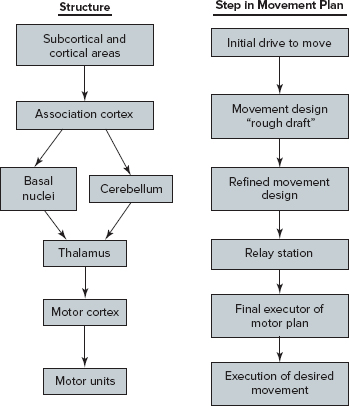 Structure
Subcortical and
cortical areas
Association cortex
Basal
nuclei
Cerebellum
Thalamus
Motor cortex
Motor units
Step in Movement Plan
Initial drive to move
Movement design
“rough draft”
Refined movement
design
Relay station
Final executor of
motor plan
Execution of desired
movement